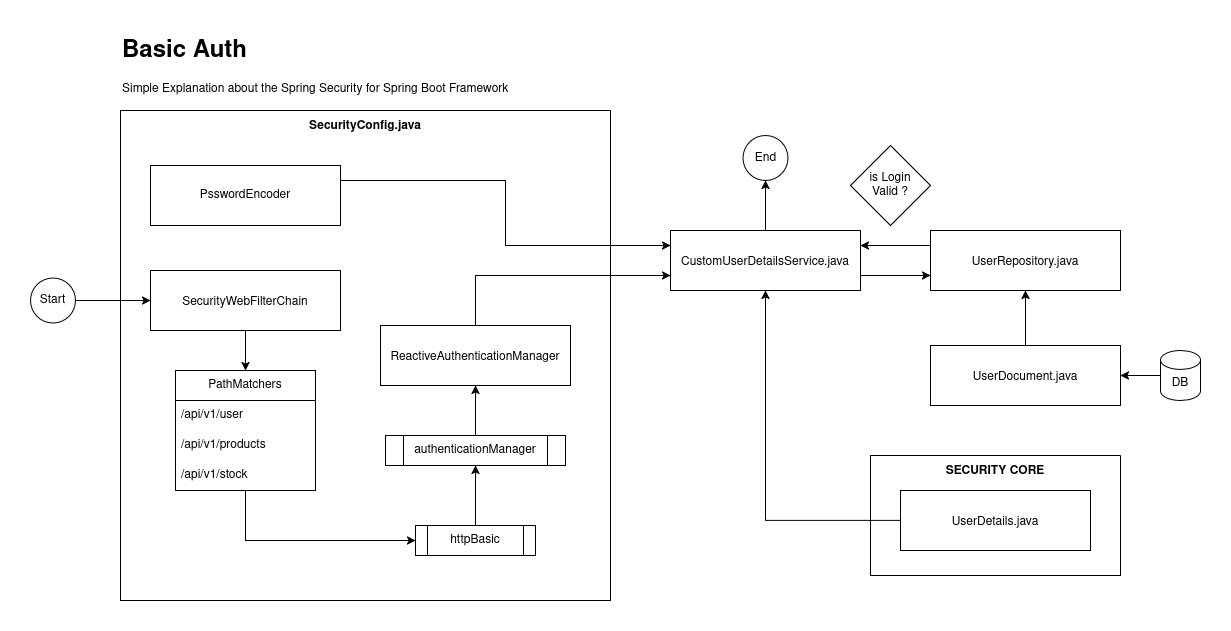 Basic Auth
Simple Explanation about the Spring Security for Spring Boot Framework
SecurityConfig.java
PsswordEncoder
Start
SecurityWebFilterChain
PathMatchers
/api/v1/user
/api/v1/products
/api/v1/stock
ReactiveAuthenticationManager
authenticationManager
httpBasic
End
is Login
Valid ?
CustomUserDetailsService.java
UserRepository.java
UserDocument.java
DB
SECURITY CORE
UserDetails.java